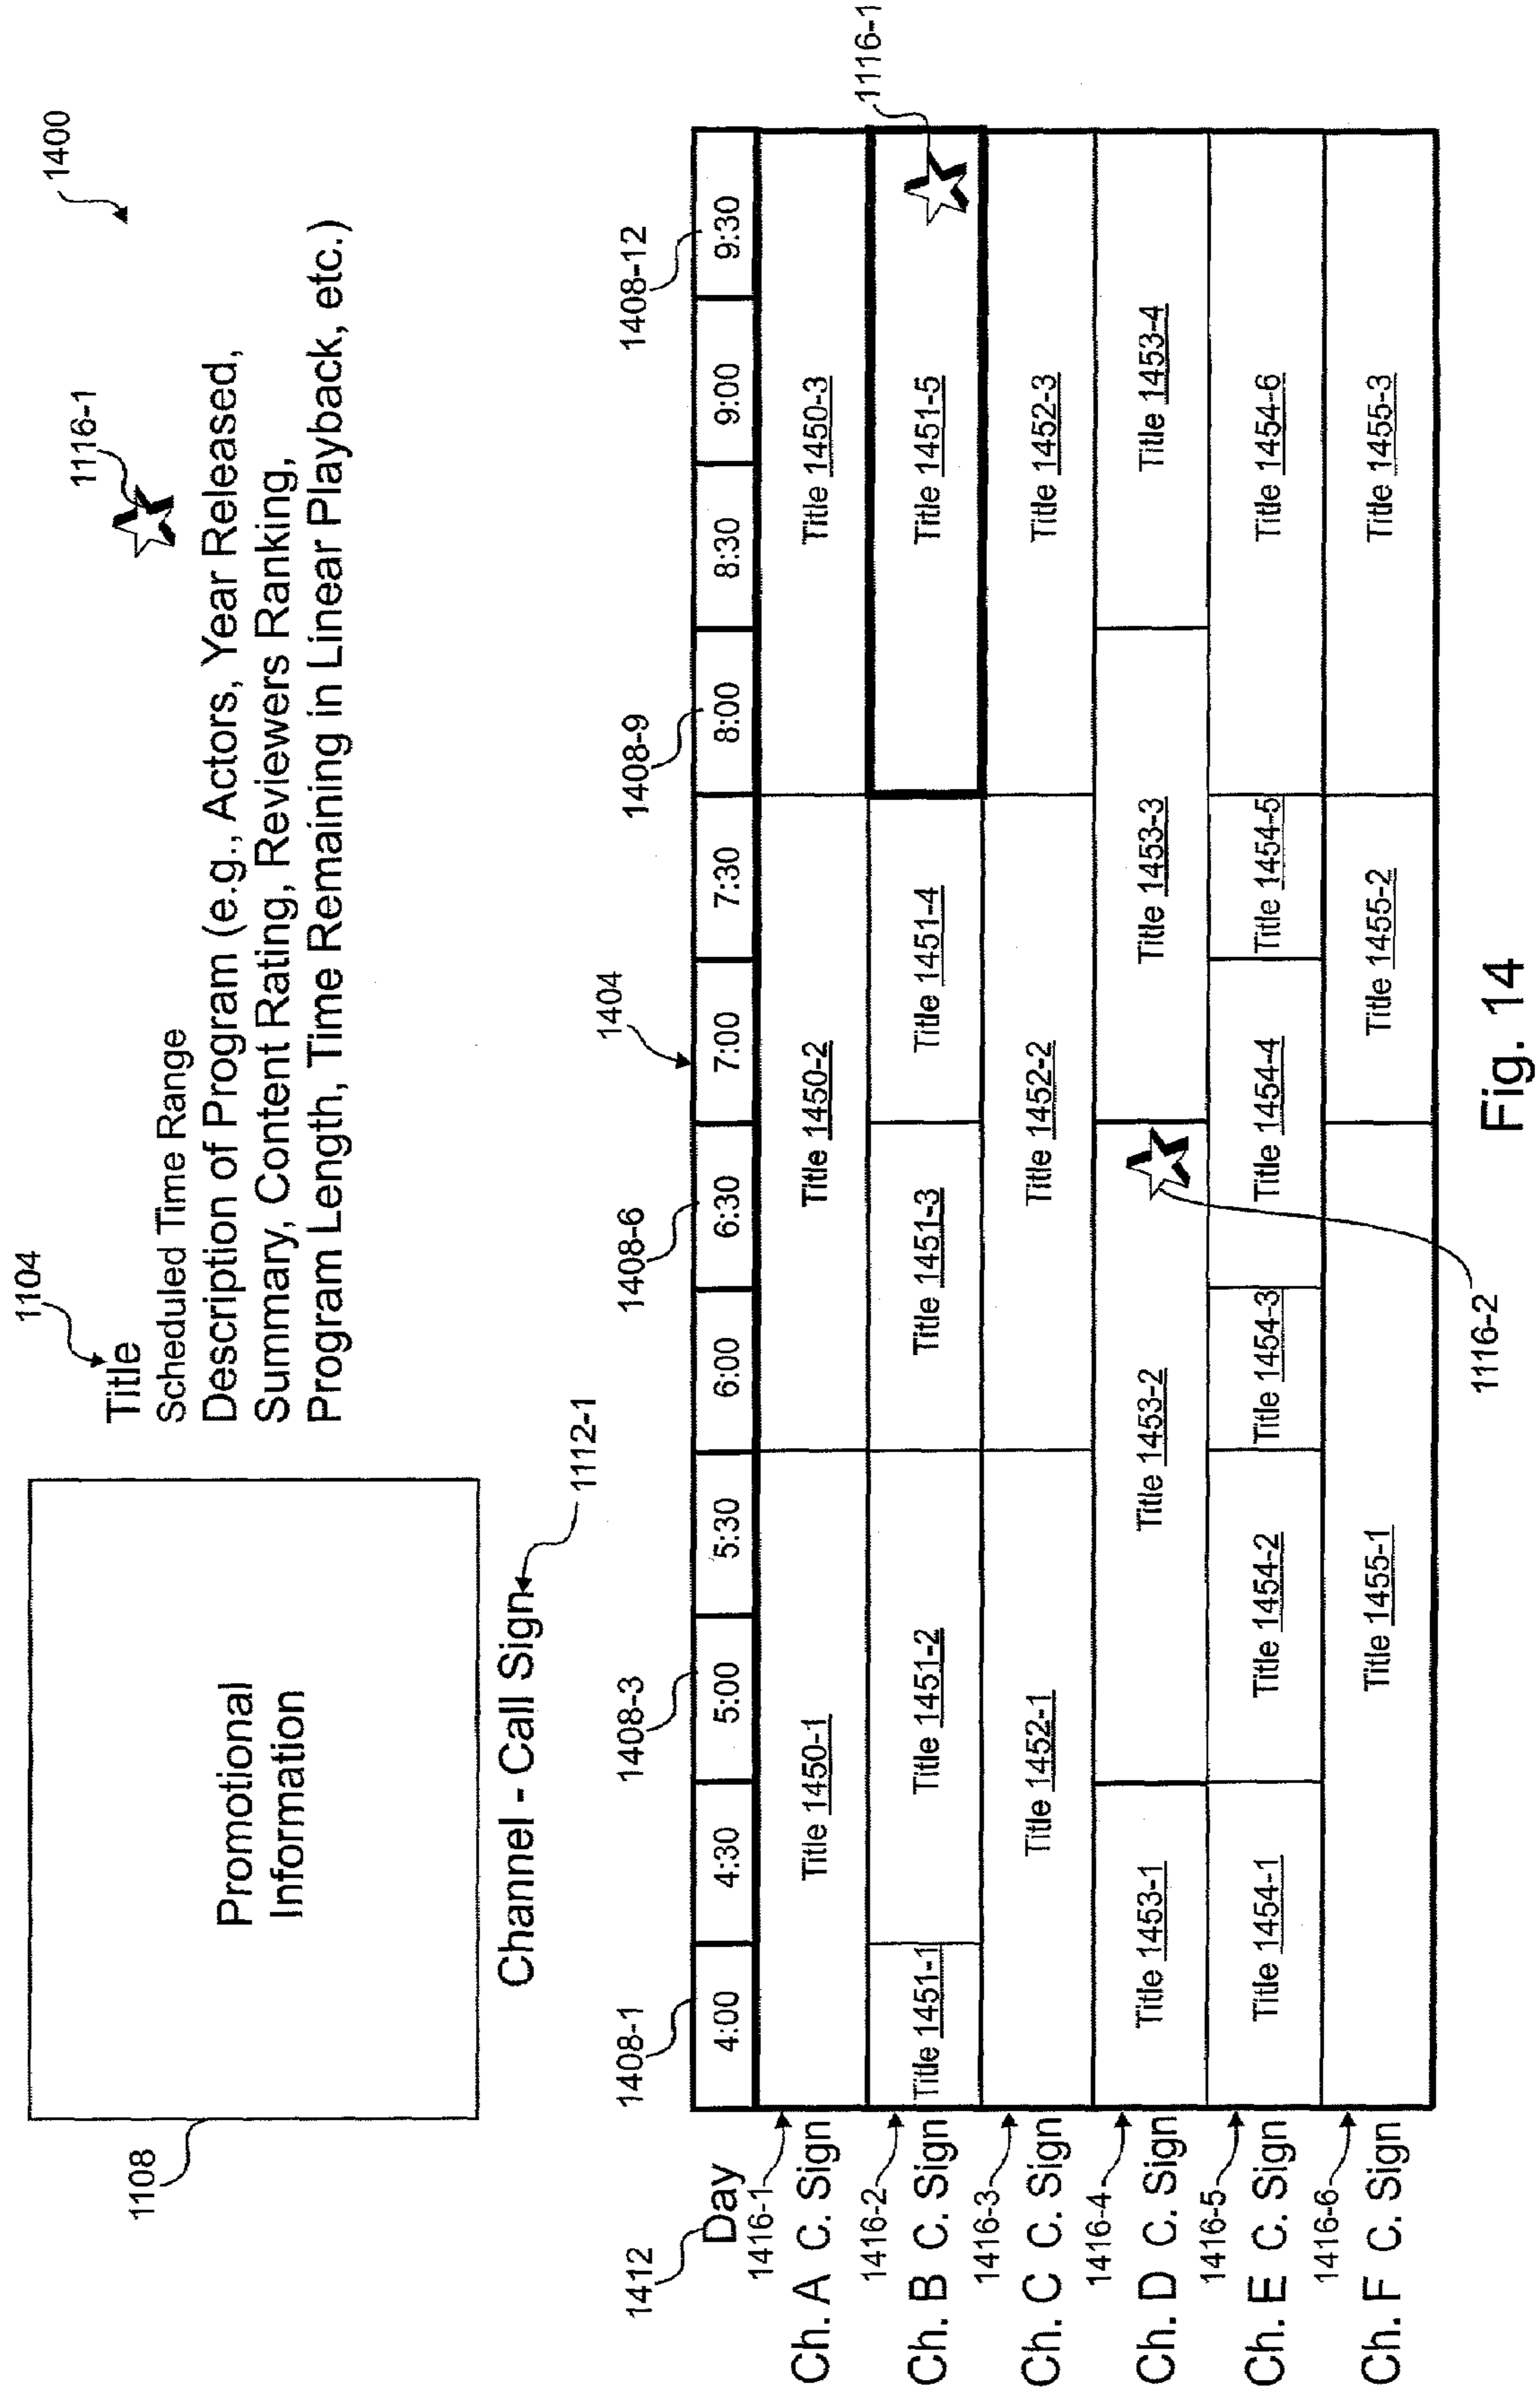 1400
1104
1116-1
Title
Scheduled Time Range
Description of Program (e.g., Actors, Year Released,
Summary, Content Rating, Reviewers Ranking,
Program Length, Time Remaining in Linear Playback, etc.)
1108
Promotional
Information
Channel - Call Sign
1112-1
1412
1408-1
1408-3
1408-6
1404
1408-9
1408-12
Day
4:00 4:30 5:00 5:30 6:00 6:30 7:00 7:30 8:00 8:30 9:00 9:30
1416-1
Ch. A C. Sign Title 1450-1 Title 1450-2 Title 1450-3
1116-1
1416-2
Ch. B C. Sign Title 1451-1 Title 1451-2 Title 1451-3 Title 1451-4 Title 1451-5
1416-3
Ch. C C. Sign Title 1452-1 Title 1452-2 Title 1452-3
1416-4
Ch. D C. Sign Title 1453-1 Title 1453-2 Title 1453-3 Title 1453-4
1416-5
Ch. E C. Sign Title 1454-1 Title 1454-2 Title 1454-3 Title 1454-4 Title 1454-5 Title 1454-6
1416-6
Ch. F C. Sign Title 1455-1 Title 1455-2 Title 1455-3
1116-2
Fig. 14